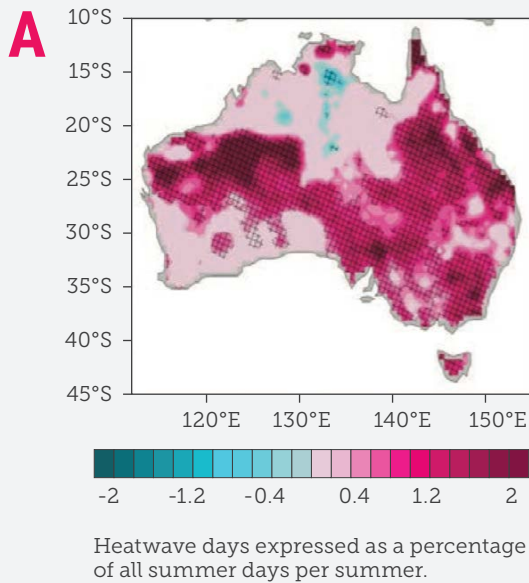 A
10°S
15°S
20°S
25°S
30°S
35°S
40°S
45°S
120°E 130°E 140°E 150°E
-2 -1.2 -0.4 0.4 1.2 2
Heatwave days expressed as a percentage
of all summer days per summer.